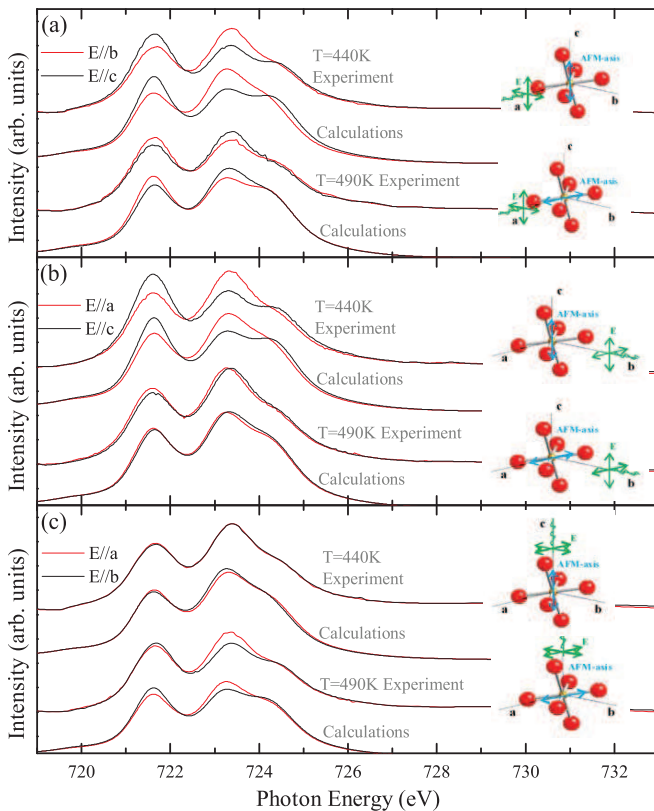 (a)
E//b
E//c
T=440K
Experiment
Calculations
T=490K Experiment
Calculations
Intensity (arb. units)
c
AFM-axis
E
a
b
c
AFM-axis
E
a
b
(b)
E//a
E//c
T=440K
Experiment
Calculations
T=490K Experiment
Calculations
Intensity (arb. units)
c
AFM-axis
E
a
b
c
AFM-axis
E
a
b
(c)
E//a
E//b
T=440K
Experiment
Calculations
T=490K Experiment
Calculations
Intensity (arb. units)
c
E
AFM-axis
a
b
E
AFM-axis
a
b
720 722 724 726 728 730 732
Photon Energy (eV)